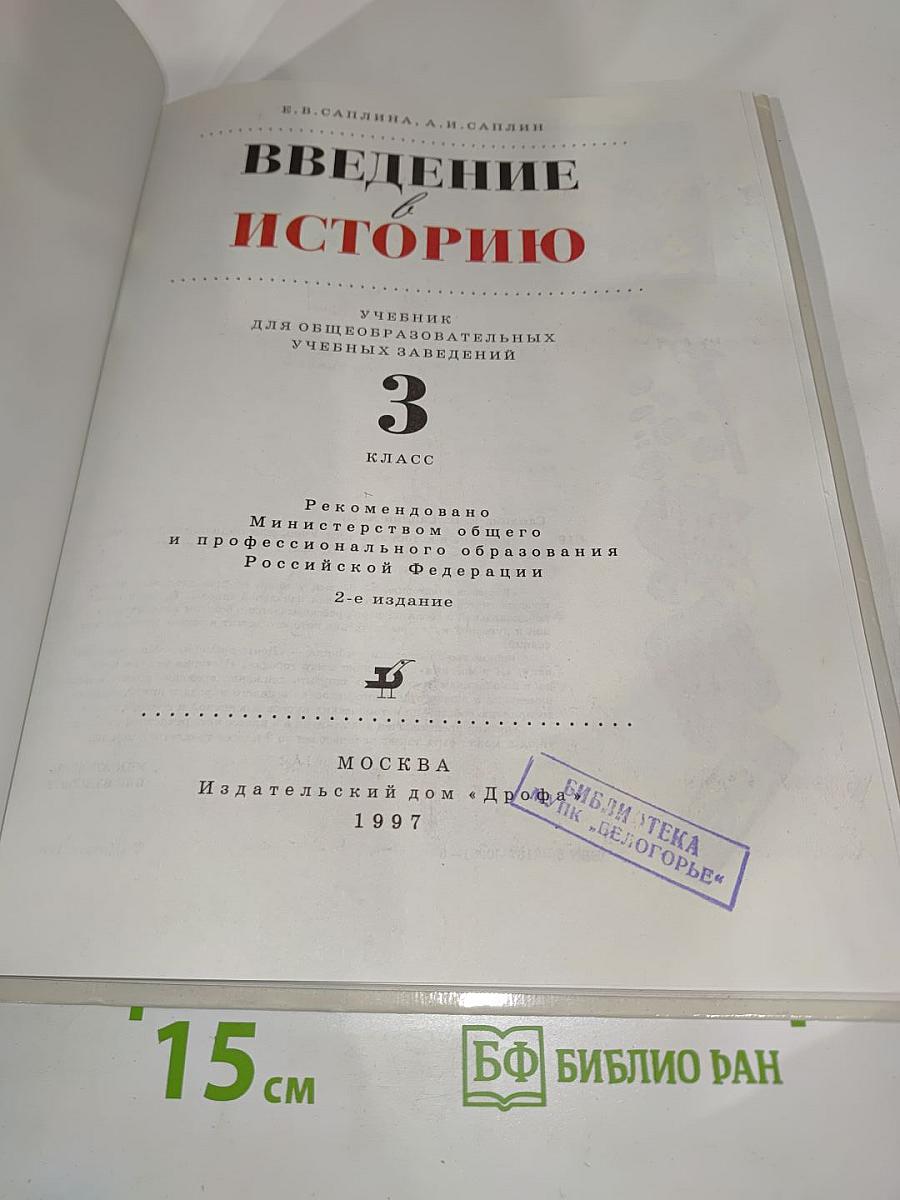 Е.В.САПЛИНА, А.И.САПЛИН
ВВЕДЕНИЕ
в
ИСТОРИЮ
УЧЕБНИК
ДЛЯ ОБЩЕОБРАЗОВАТЕЛЬНЫХ
УЧЕБНЫХ ЗАВЕДЕНИЙ
3
КЛАСС
Рекомендовано
Министерством общего
и профессионального образования
Российской Федерации
2-е издание
МОСКВА
Издательский дом «Дрофа»
1997
БИБЛИОТЕКА
„БЕЛОГОРЬЕ“
15 см
БФ БИБЛИО ФАН